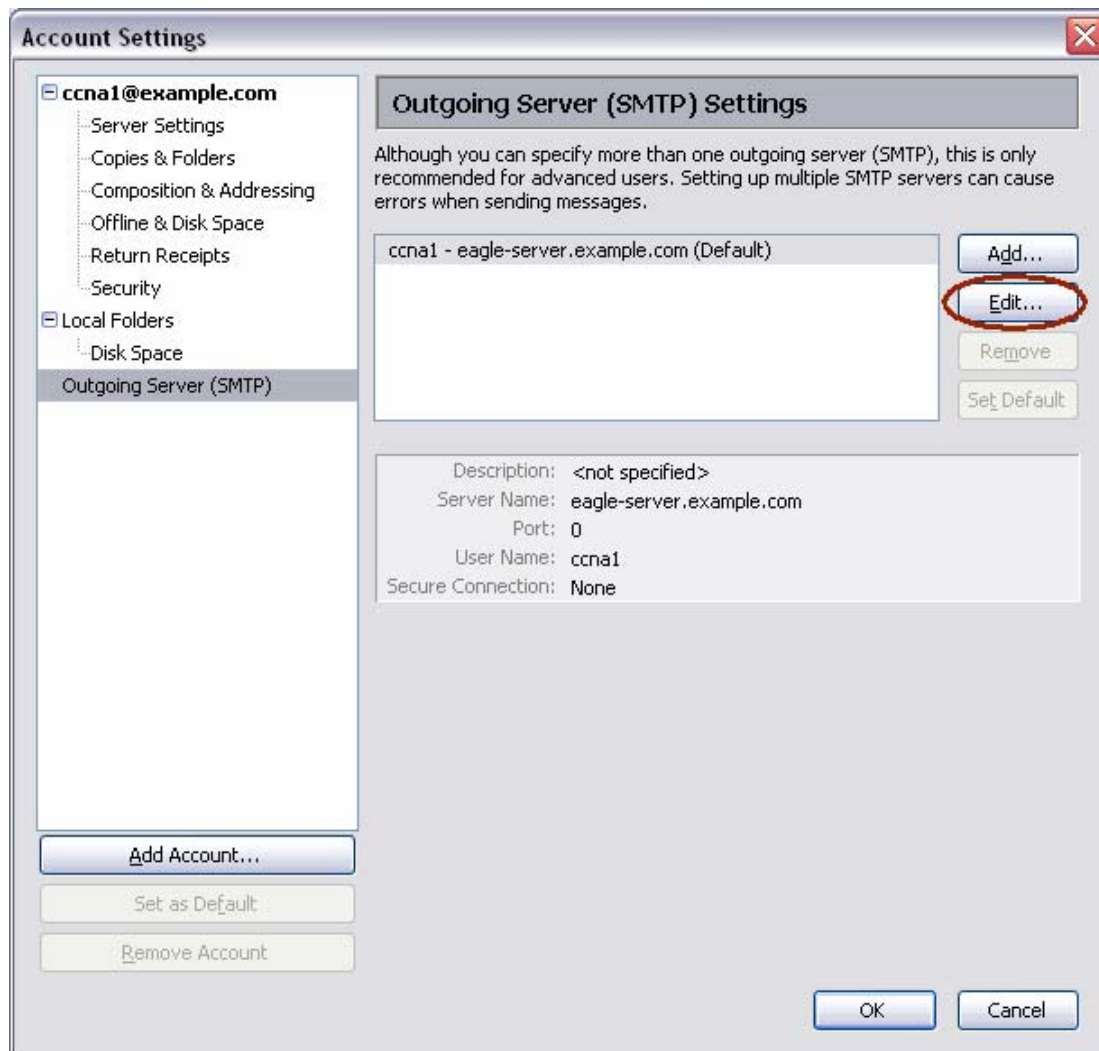 Account Settings
ccna1@example.com
Server Settings
Copies & Folders
Composition & Addressing
Offline & Disk Space
Return Receipts
Security
Local Folders
Disk Space
Outgoing Server (SMTP)
Add Account...
Set as Default
Remove Account
Outgoing Server (SMTP) Settings
Although you can specify more than one outgoing server (SMTP), this is only
recommended for advanced users. Setting up multiple SMTP servers can cause
errors when sending messages.
ccna1 - eagle-server.example.com (Default)
Add...
Edit...
Remove
Set Default
Description: <not specified>
Server Name: eagle-server.example.com
Port: 0
User Name: ccna1
Secure Connection: None
OK
Cancel